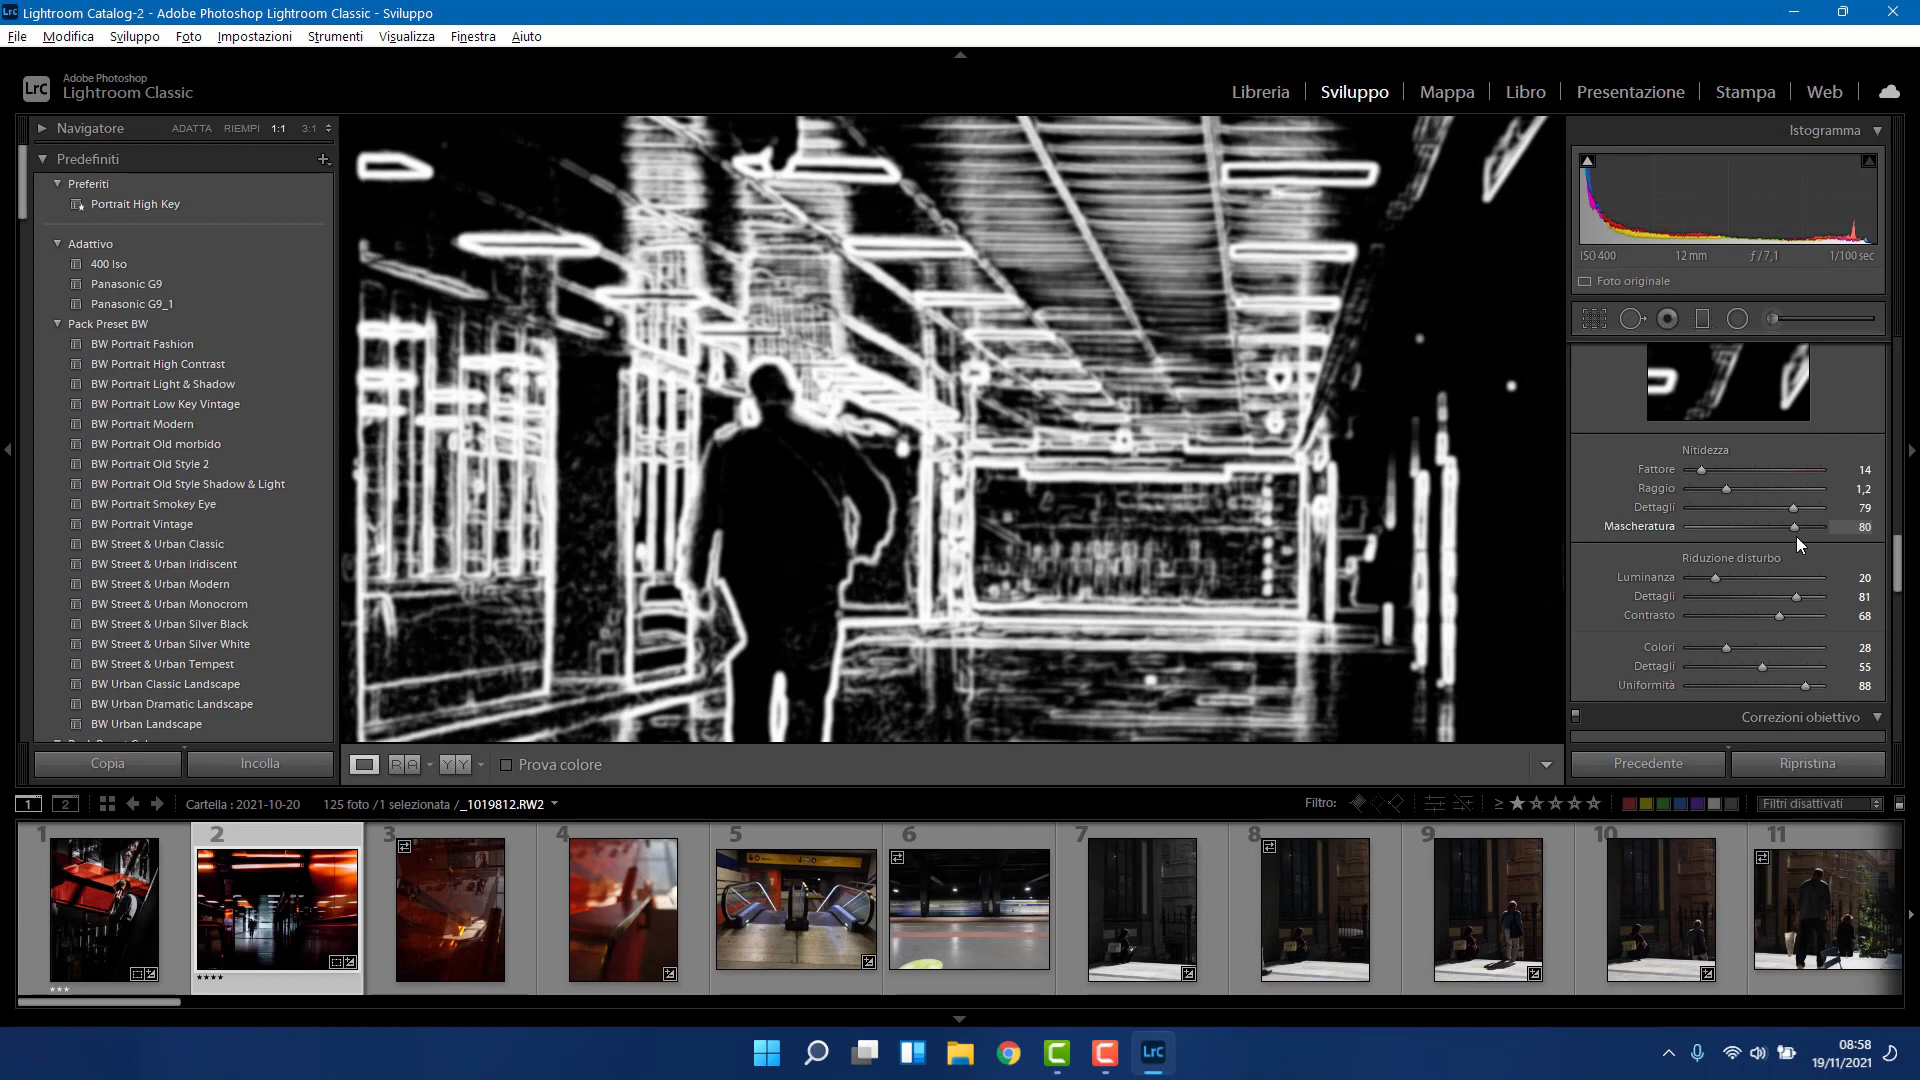 Lightroom Catalog-2 - Adobe Photoshop Lightroom Classic - Sviluppo
File Modifica Sviluppo Foto Impostazioni Strumenti Visualizza Finestra Aiuto
Lrc
Adobe Photoshop
Lightroom Classic
Libreria Sviluppo Mappa Libro Presentazione Stampa Web
Navigatore ADATTA RIEMPI 1:1 3:1
Predefiniti
Preferiti
Portrait High Key
Adattivo
400 Iso
Panasonic G9
Panasonic G9_1
Pack Preset BW
BW Portrait Fashion
BW Portrait High Contrast
BW Portrait Light & Shadow
BW Portrait Low Key Vintage
BW Portrait Modern
BW Portrait Old morbido
BW Portrait Old Style 2
BW Portrait Old Style Shadow & Light
BW Portrait Smokey Eye
BW Portrait Vintage
BW Street & Urban Classic
BW Street & Urban Iridiscent
BW Street & Urban Modern
BW Street & Urban Monocrom
BW Street & Urban Silver Black
BW Street & Urban Silver White
BW Street & Urban Tempest
BW Urban Classic Landscape
BW Urban Dramatic Landscape
BW Urban Landscape
Copia Incolla
Istogramma
ISO 400 12 mm ƒ / 7,1 1/100 sec
Foto originale
Nitidezza
Fattore 14
Raggio 1,2
Dettagli 79
Mascheratura 80
Riduzione disturbo
Luminanza 20
Dettagli 81
Contrasto 68
Colori 28
Dettagli 55
Uniformità 88
Correzioni obiettivo
Precedente Ripristina
R A Y Y Prova colore
1 2 Cartella : 2021-10-20 125 foto / 1 selezionata / _1019812.RW2
Filtro: ≥ Filtri disattivati
1 2 3 4 5 6 7 8 9 10 11
Lrc
08:58
19/11/2021